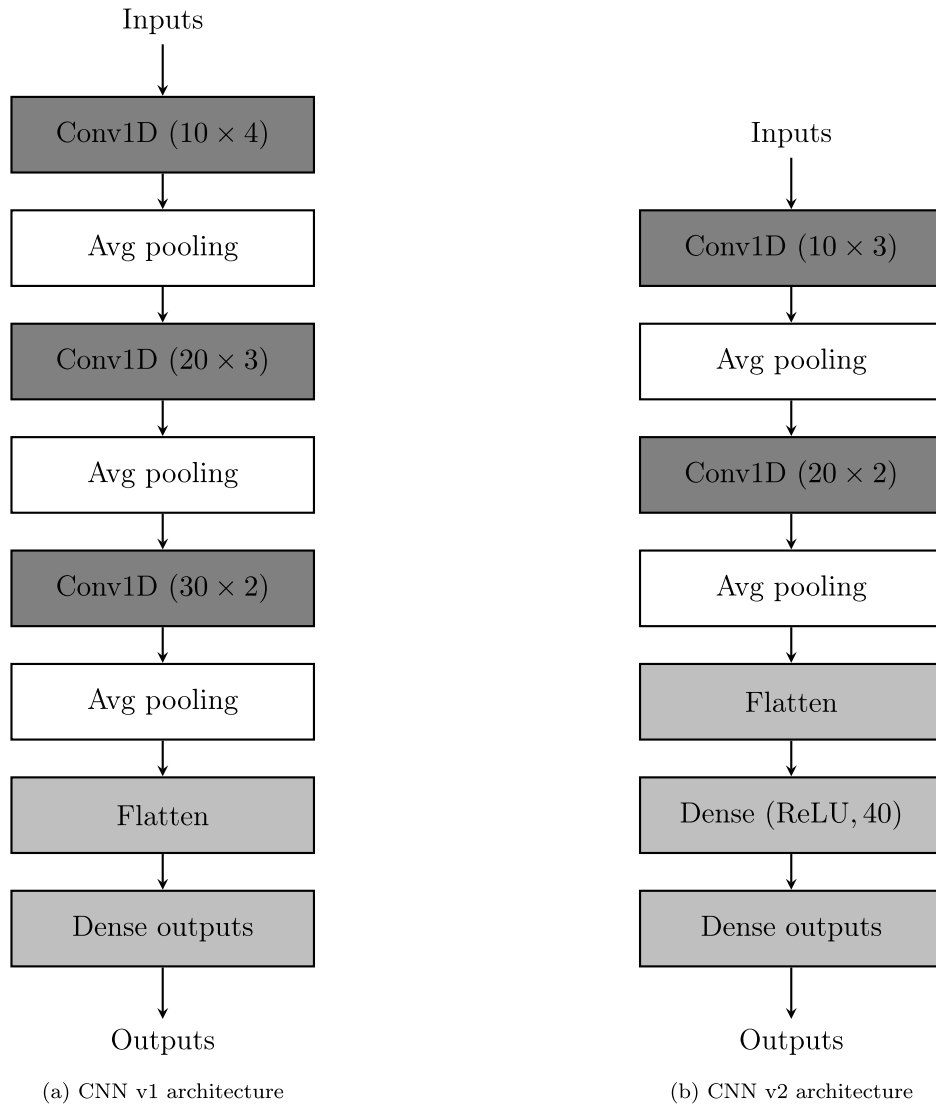 Inputs
Conv1D (10 × 4)
Avg pooling
Conv1D (20 × 3)
Avg pooling
Conv1D (30 × 2)
Avg pooling
Flatten
Dense outputs
Outputs
(a) CNN v1 architecture
Inputs
Conv1D (10 × 3)
Avg pooling
Conv1D (20 × 2)
Avg pooling
Flatten
Dense (ReLU, 40)
Dense outputs
Outputs
(b) CNN v2 architecture